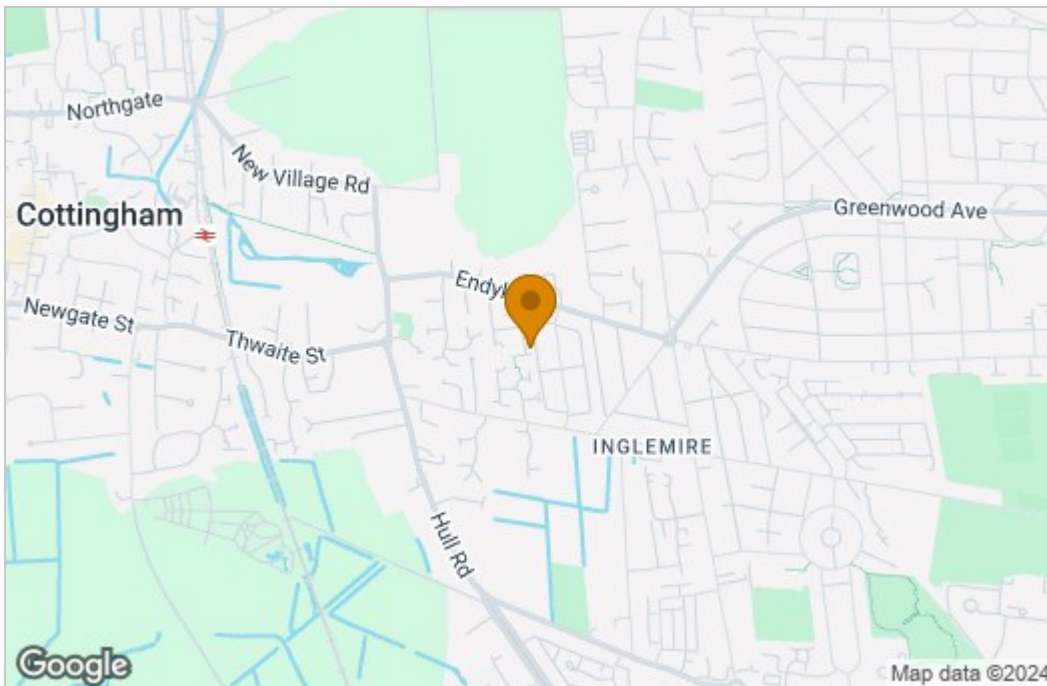 Northgate
New Village Rd
Cottingham
Greenwood Ave
Newgate St
Thwaite St
INGLEMIRE
Hull Rd
Google
Map data ©2024